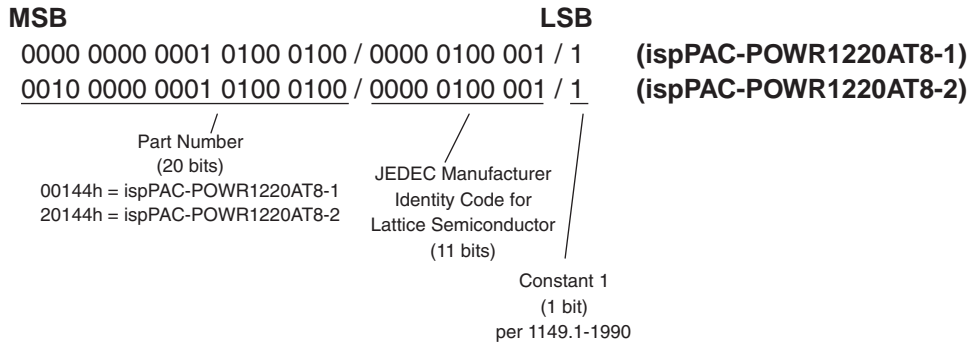 MSB LSB
0000 0000 0001 0100 0100 / 0000 0100 001 / 1 (ispPAC-POWR1220AT8-1)
0010 0000 0001 0100 0100 / 0000 0100 001 / 1 (ispPAC-POWR1220AT8-2)
Part Number
(20 bits)
00144h = ispPAC-POWR1220AT8-1
20144h = ispPAC-POWR1220AT8-2
JEDEC Manufacturer
Identity Code for
Lattice Semiconductor
(11 bits)
Constant 1
(1 bit)
per 1149.1-1990